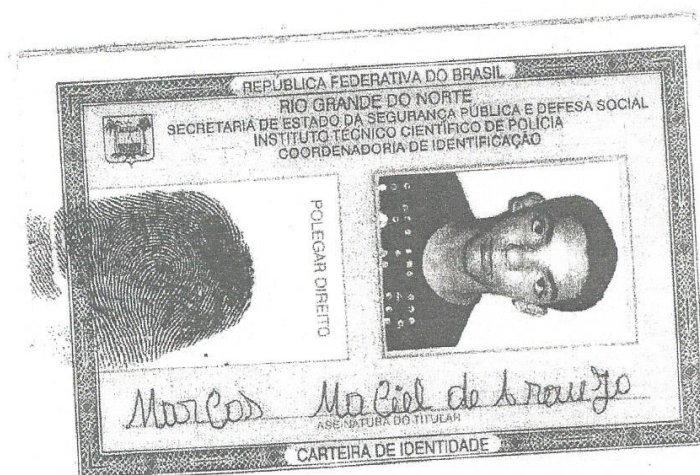 REPÚBLICA FEDERATIVA DO BRASIL
RIO GRANDE DO NORTE
SECRETARIA DE ESTADO DA SEGURANÇA PÚBLICA E DEFESA SOCIAL
INSTITUTO TÉCNICO CIENTÍFICO DE POLÍCIA
COORDENADORIA DE IDENTIFICAÇÃO
POLEGAR DIREITO
Marcos Maciel de Araujo
ASSINATURA DO TITULAR
CARTEIRA DE IDENTIDADE